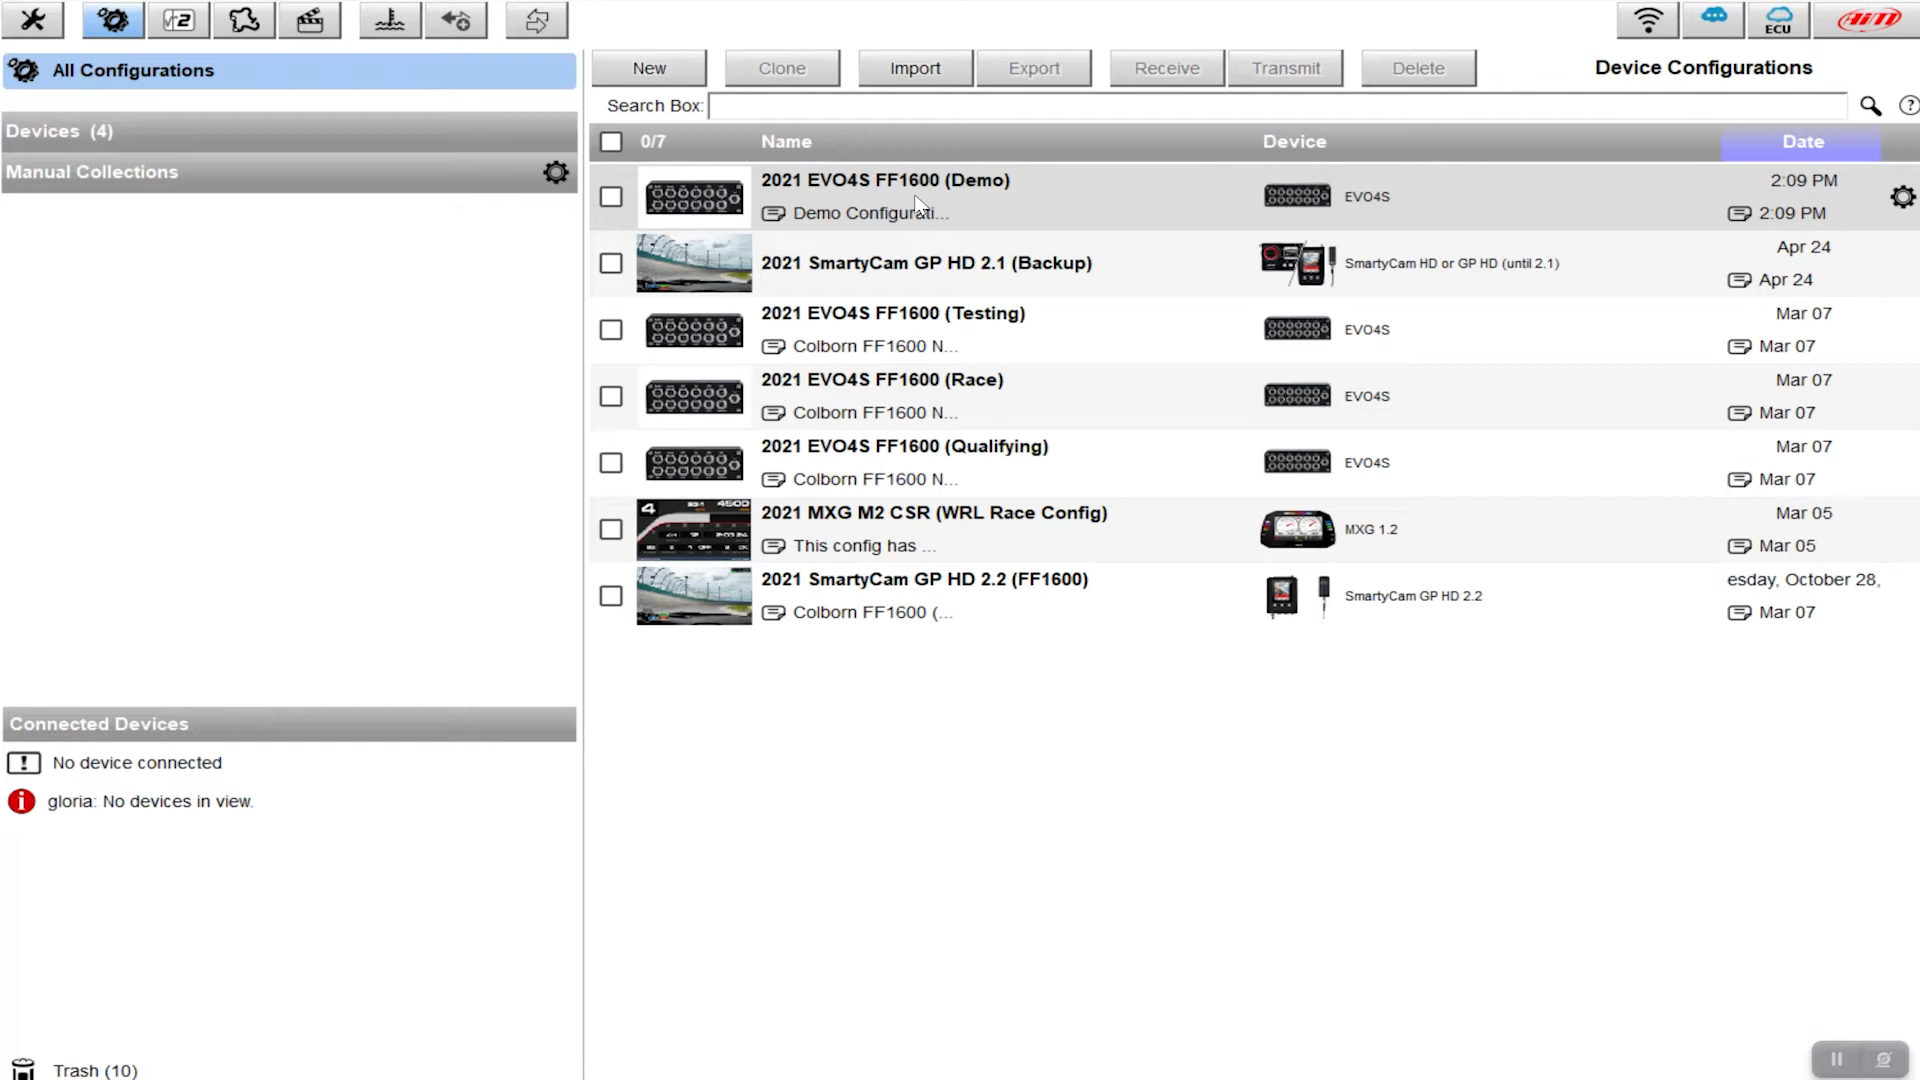 ECU
AiM
All Configurations
New
Clone
Import
Export
Receive
Transmit
Delete
Device Configurations
Search Box:
Devices (4)
0/7
Name
Device
Date
Manual Collections
2021 EVO4S FF1600 (Demo)
Demo Configurati...
EVO4S
2:09 PM
2:09 PM
2021 SmartyCam GP HD 2.1 (Backup)
SmartyCam HD or GP HD (until 2.1)
Apr 24
Apr 24
2021 EVO4S FF1600 (Testing)
Colborn FF1600 N...
EVO4S
Mar 07
Mar 07
2021 EVO4S FF1600 (Race)
Colborn FF1600 N...
EVO4S
Mar 07
Mar 07
2021 EVO4S FF1600 (Qualifying)
Colborn FF1600 N...
EVO4S
Mar 07
Mar 07
4
4500
2021 MXG M2 CSR (WRL Race Config)
This config has ...
MXG 1.2
Mar 05
Mar 05
2021 SmartyCam GP HD 2.2 (FF1600)
Colborn FF1600 (...
SmartyCam GP HD 2.2
esday, October 28,
Mar 07
Connected Devices
No device connected
gloria: No devices in view.
Trash (10)